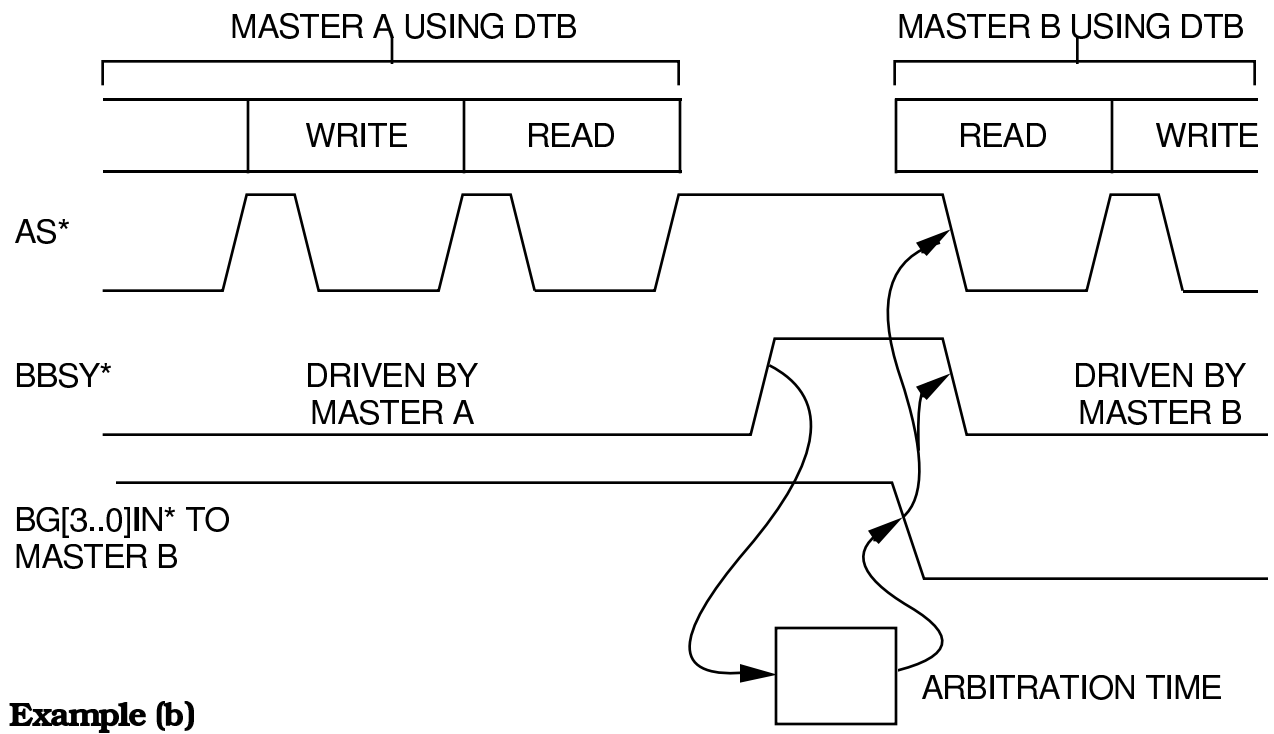 MASTER A USING DTB
MASTER B USING DTB
WRITE
READ
READ
WRITE
AS*
BBSY*
DRIVEN BY
MASTER A
DRIVEN BY
MASTER B
BG[3..0]IN* TO
MASTER B
ARBITRATION TIME
Example (b)